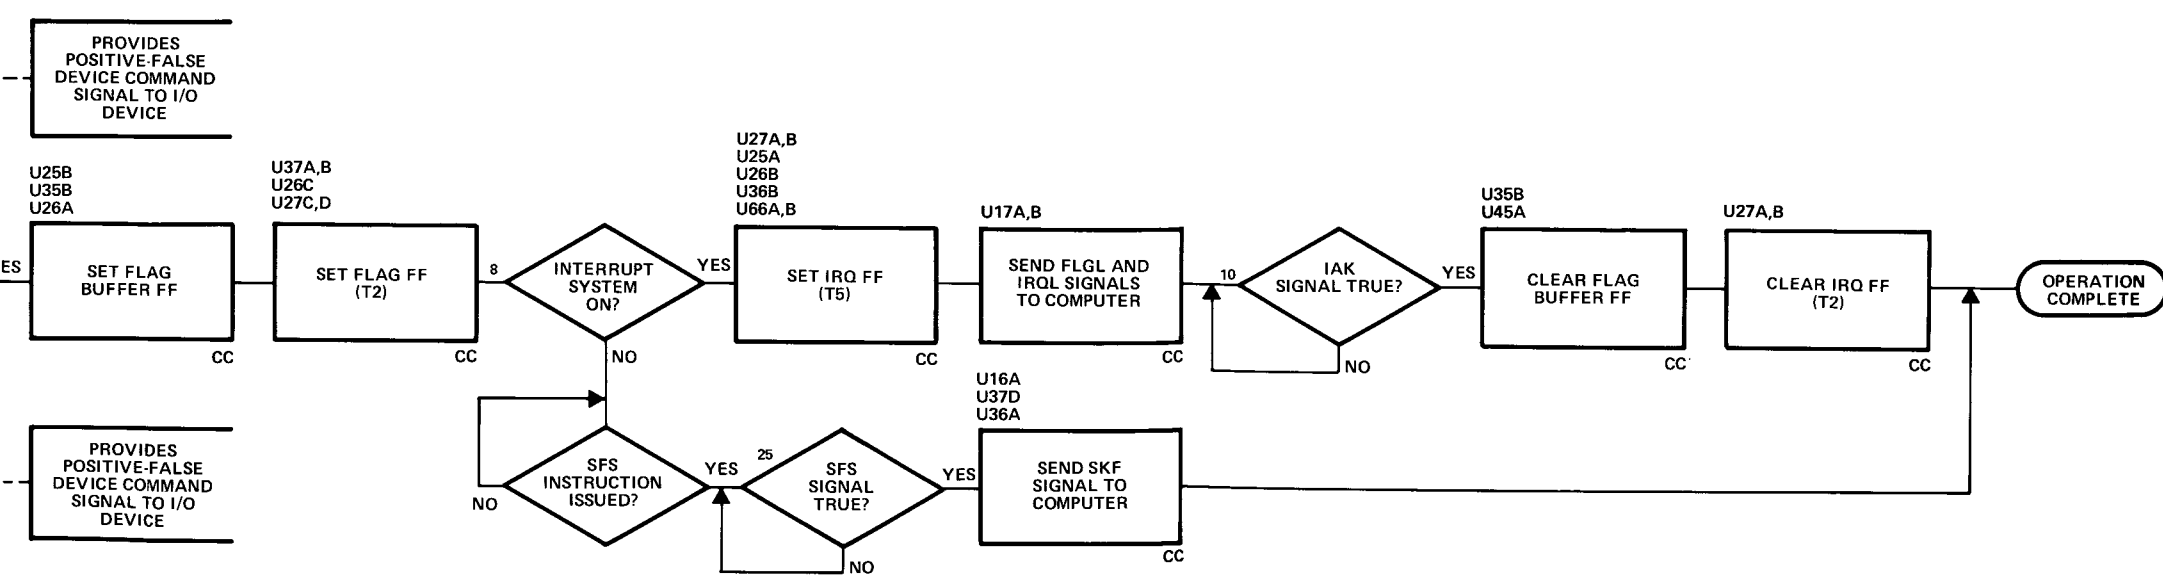 PROVIDES
POSITIVE-FALSE
DEVICE COMMAND
SIGNAL TO I/O
DEVICE
ES
U25B
U35B
U26A
SET FLAG
BUFFER FF
CC
U37A,B
U26C
U27C,D
SET FLAG FF
(T2)
CC
8
INTERRUPT
SYSTEM
ON?
YES
NO
U27A,B
U25A
U26B
U36B
U66A,B
SET IRQ FF
(T5)
CC
U17A,B
SEND FLGL AND
IRQL SIGNALS
TO COMPUTER
CC
10
IAK
SIGNAL TRUE?
YES
NO
U35B
U45A
CLEAR FLAG
BUFFER FF
CC
U27A,B
CLEAR IRQ FF
(T2)
CC
OPERATION
COMPLETE
PROVIDES
POSITIVE-FALSE
DEVICE COMMAND
SIGNAL TO I/O
DEVICE
SFS
INSTRUCTION
ISSUED?
NO
YES
25
SFS
SIGNAL
TRUE?
YES
NO
U16A
U37D
U36A
SEND SKF
SIGNAL TO
COMPUTER
CC